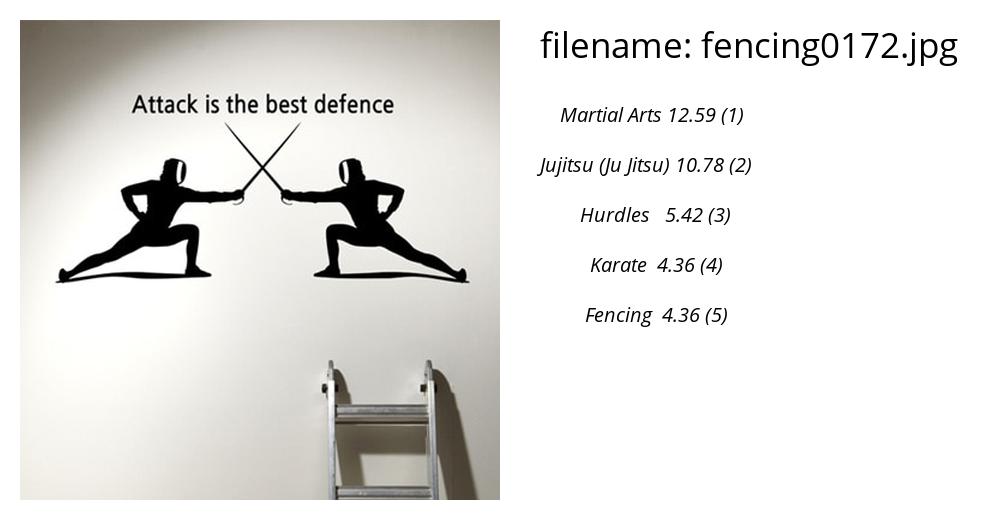 filename: fencing0172.jpg
Attack is the best defence
Martial Arts 12.59 (1)
Jujitsu (Ju Jitsu) 10.78 (2)
Hurdles 5.42 (3)
Karate 4.36 (4)
Fencing 4.36 (5)